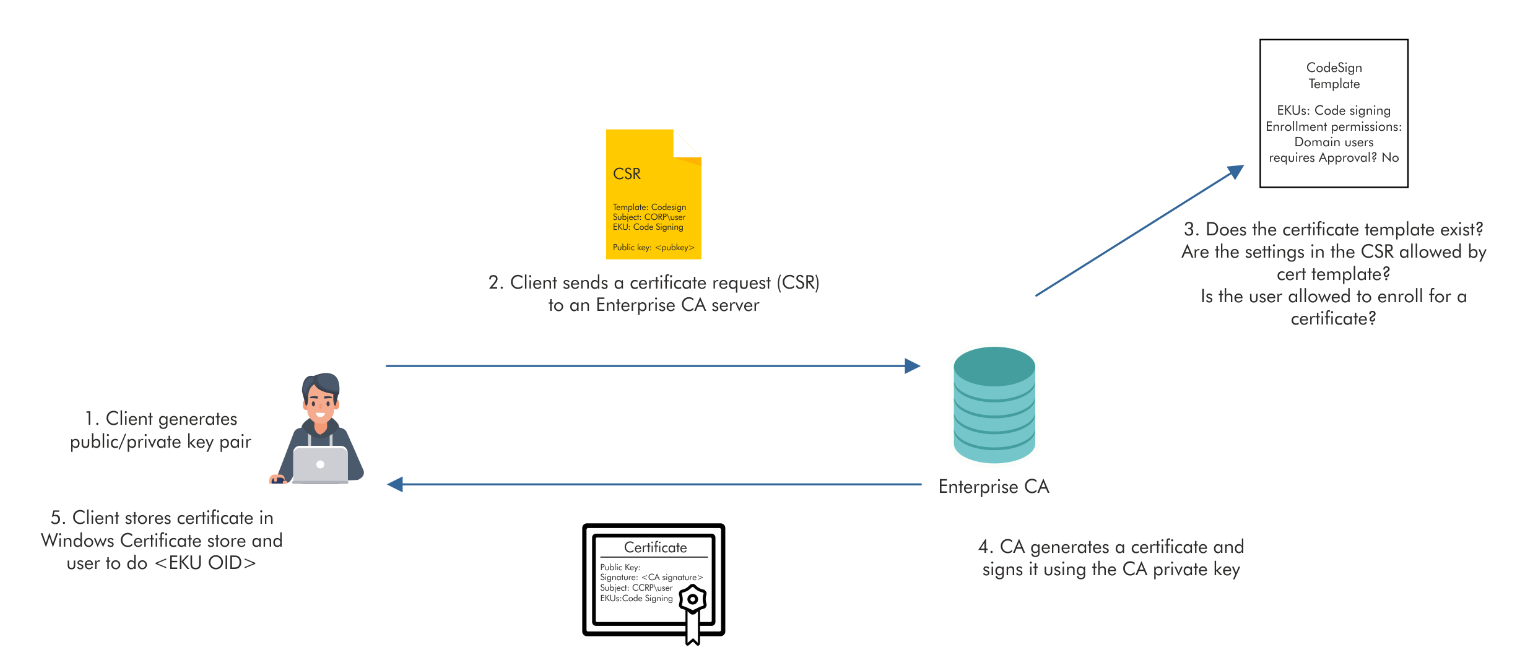 CodeSign
Template
EKUs: Code signing
Enrollment permissions:
Domain users
requires Approval? No
CSR
Template: Codesign
Subject: CORP\user
EKU: Code Signing
Public key: <pubkey>
2. Client sends a certificate request (CSR)
to an Enterprise CA server
3. Does the certificate template exist?
Are the settings in the CSR allowed by
cert template?
Is the user allowed to enroll for a
certificate?
1. Client generates
public/private key pair
Enterprise CA
5. Client stores certificate in
Windows Certificate store and
user to do <EKU OID>
Certificate
Public Key:
Signature: <CA signature>
Subject: CCRP\user
EKUs:Code Signing
4. CA generates a certificate and
signs it using the CA private key